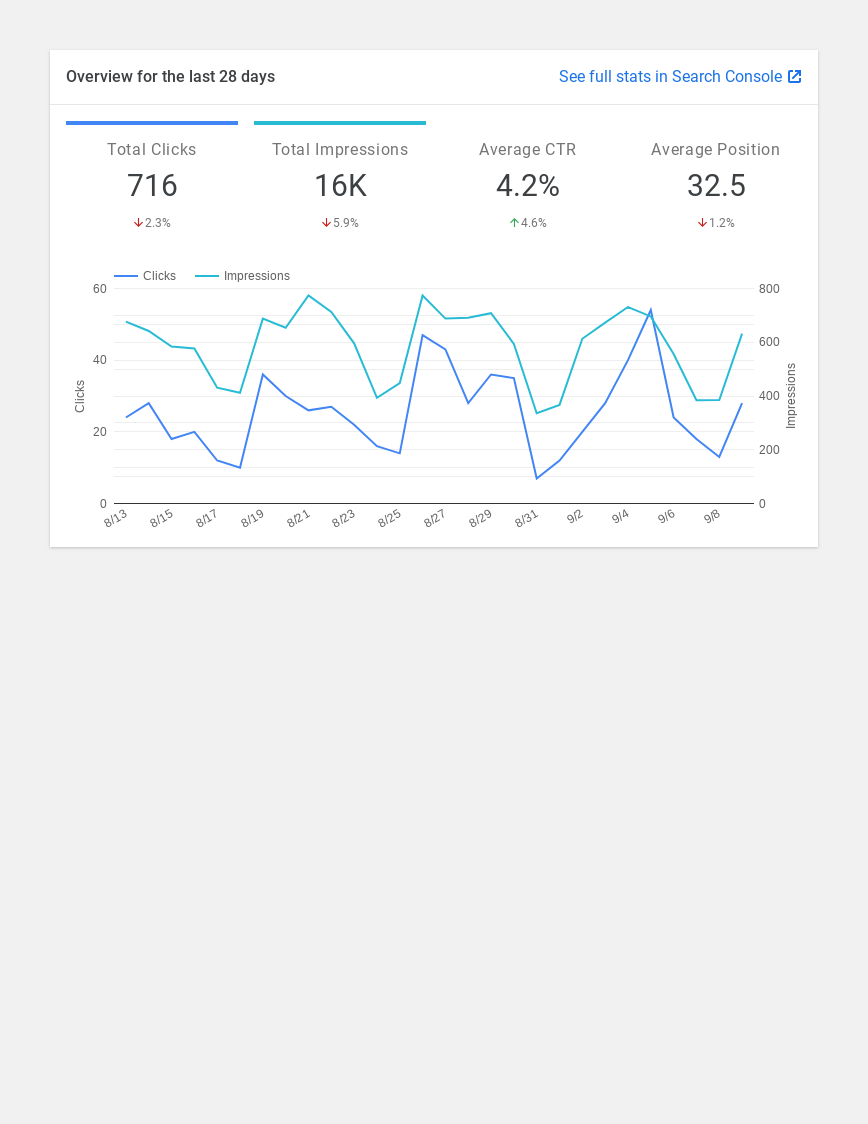 Overview for the last 28 days
See full stats in Search Console
Total Clicks
716
2.3%
Total Impressions
16K
5.9%
Average CTR
4.2%
4.6%
Average Position
32.5
1.2%
Clicks Impressions
60
40
20
0
Clicks
800
600
400
200
0
Impressions
8/13 8/15 8/17 8/19 8/21 8/23 8/25 8/27 8/29 8/31 9/2 9/4 9/6 9/8